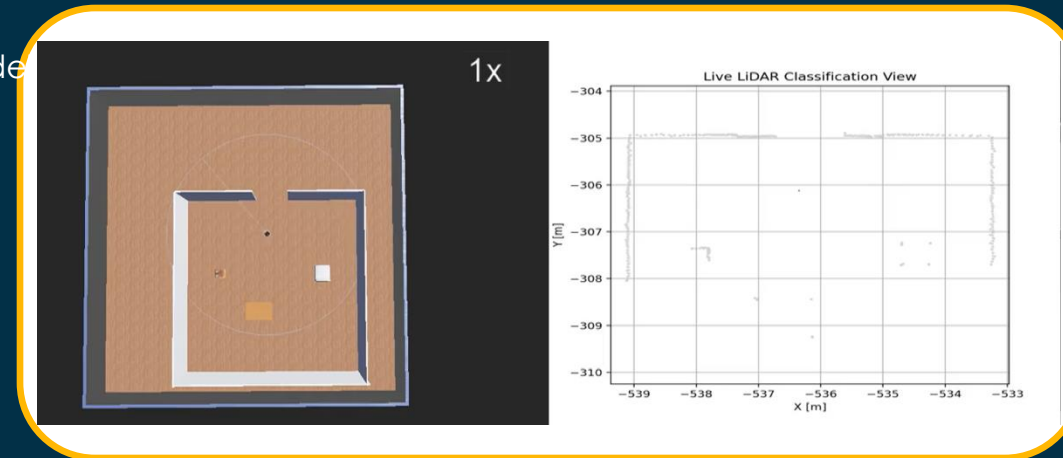 de
1x
Live LiDAR Classification View
−304
−305
−306
−307
−308
−309
−310
Y [m]
−539 −538 −537 −536 −535 −534 −533
X [m]